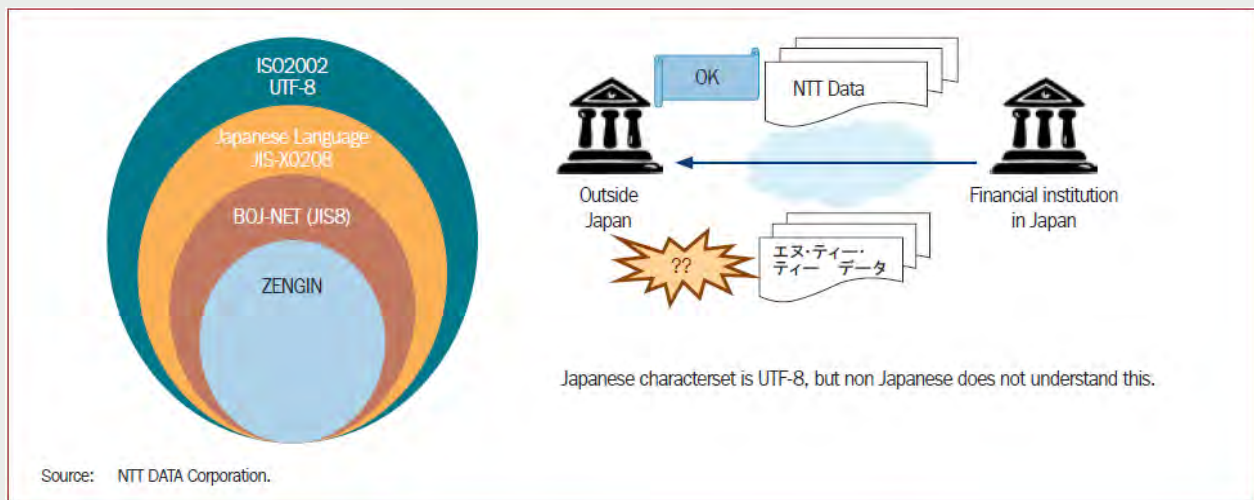 ISO2002
UTF-8
Japanese Language
JIS-X0208
BOJ-NET (JIS8)
ZENGIN
OK
NTT Data
Outside
Japan
Financial institution
in Japan
??
エヌ・ティー・
ティー　データ
Japanese characterset is UTF-8, but non Japanese does not understand this.
Source: NTT DATA Corporation.